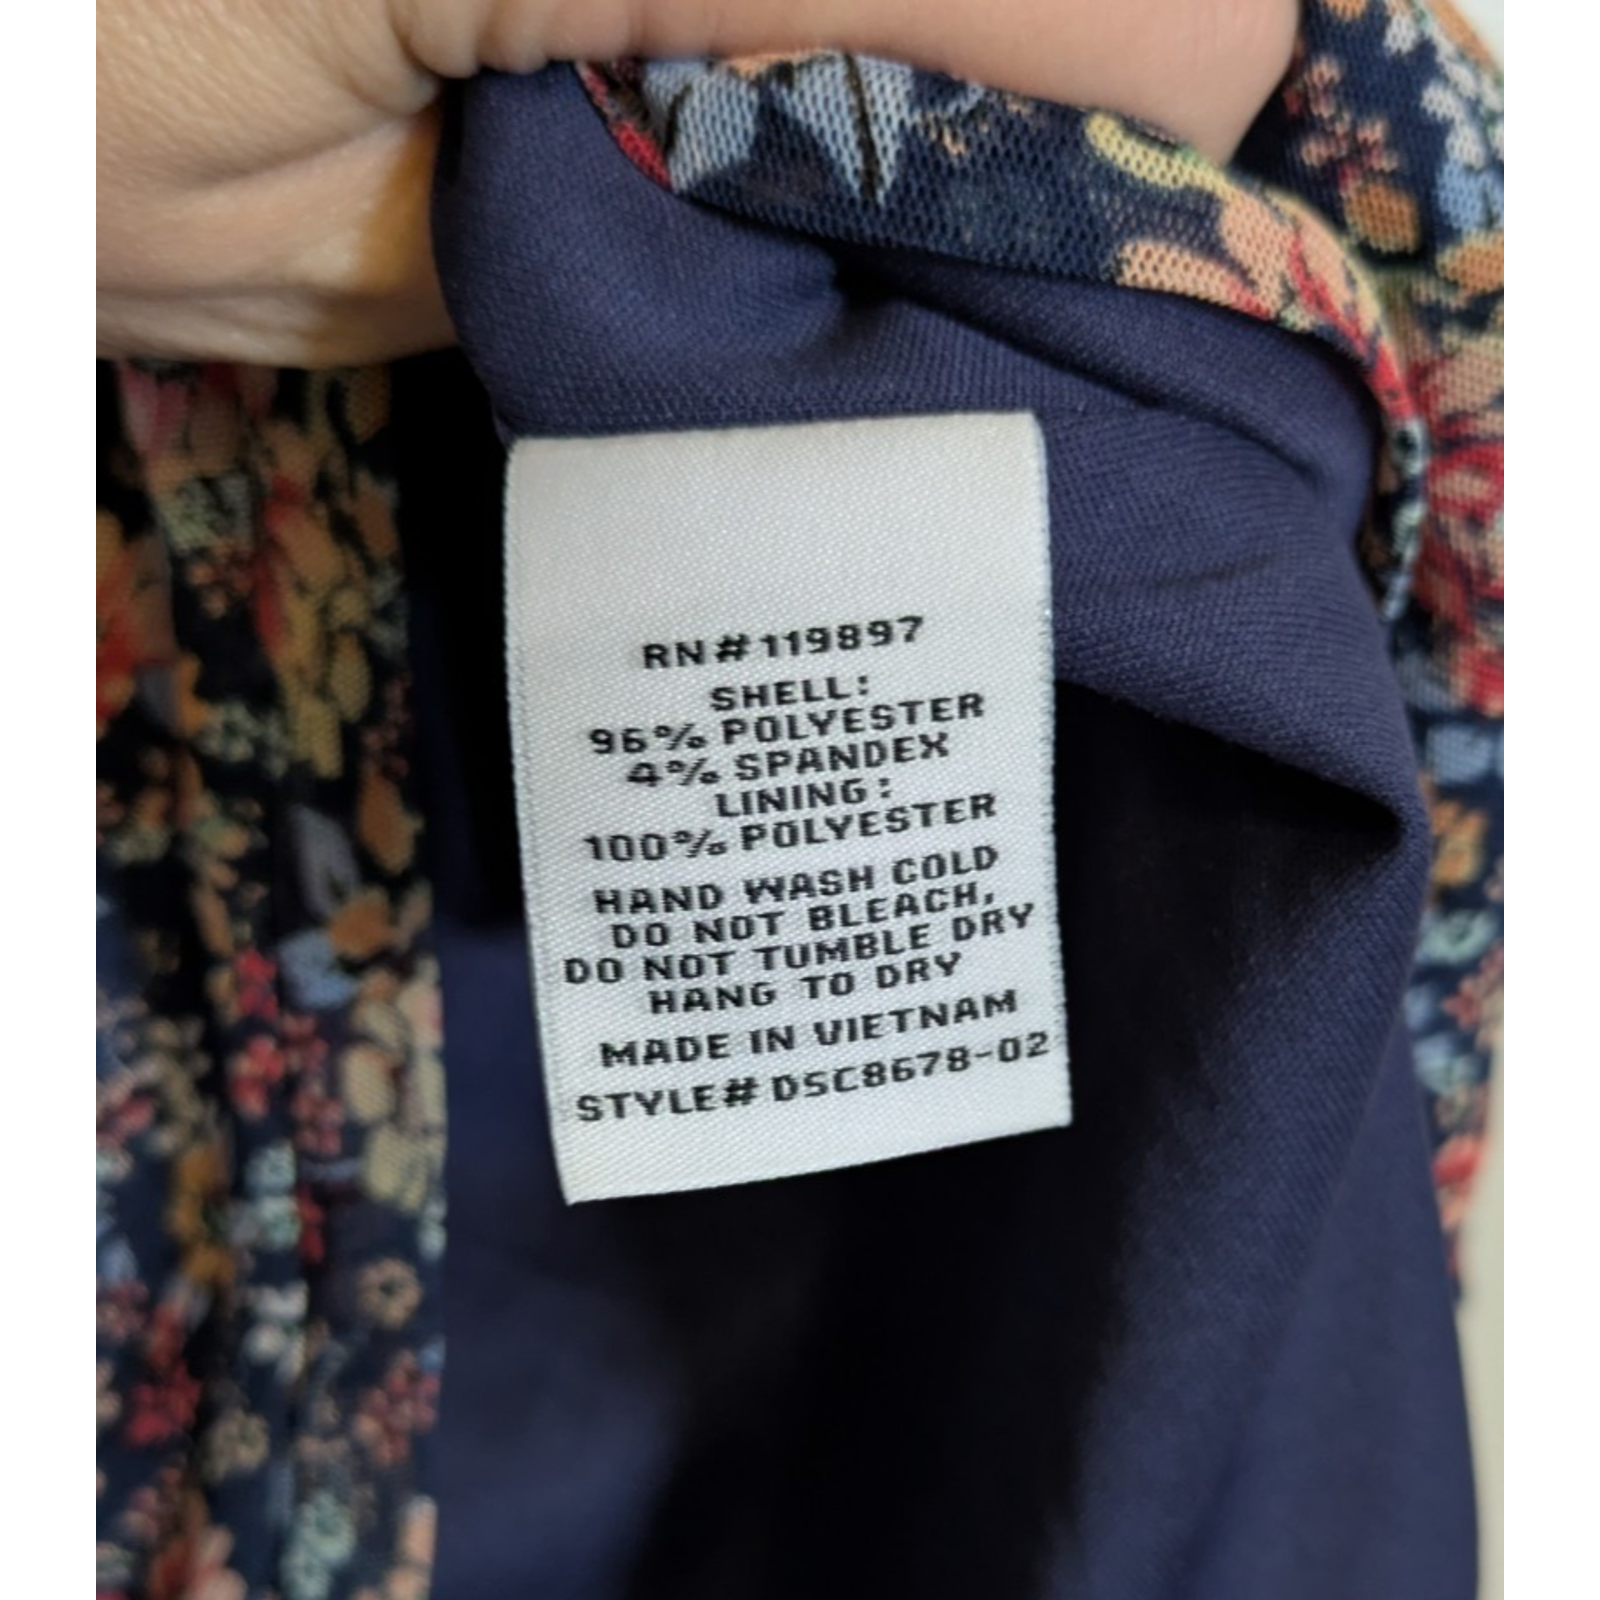 RN#119897
SHELL:
96% POLYESTER
4% SPANDEX
LINING:
100% POLYESTER
HAND WASH COLD
DO NOT BLEACH,
DO NOT TUMBLE DRY
HANG TO DRY
MADE IN VIETNAM
STYLE# DSC8678-02